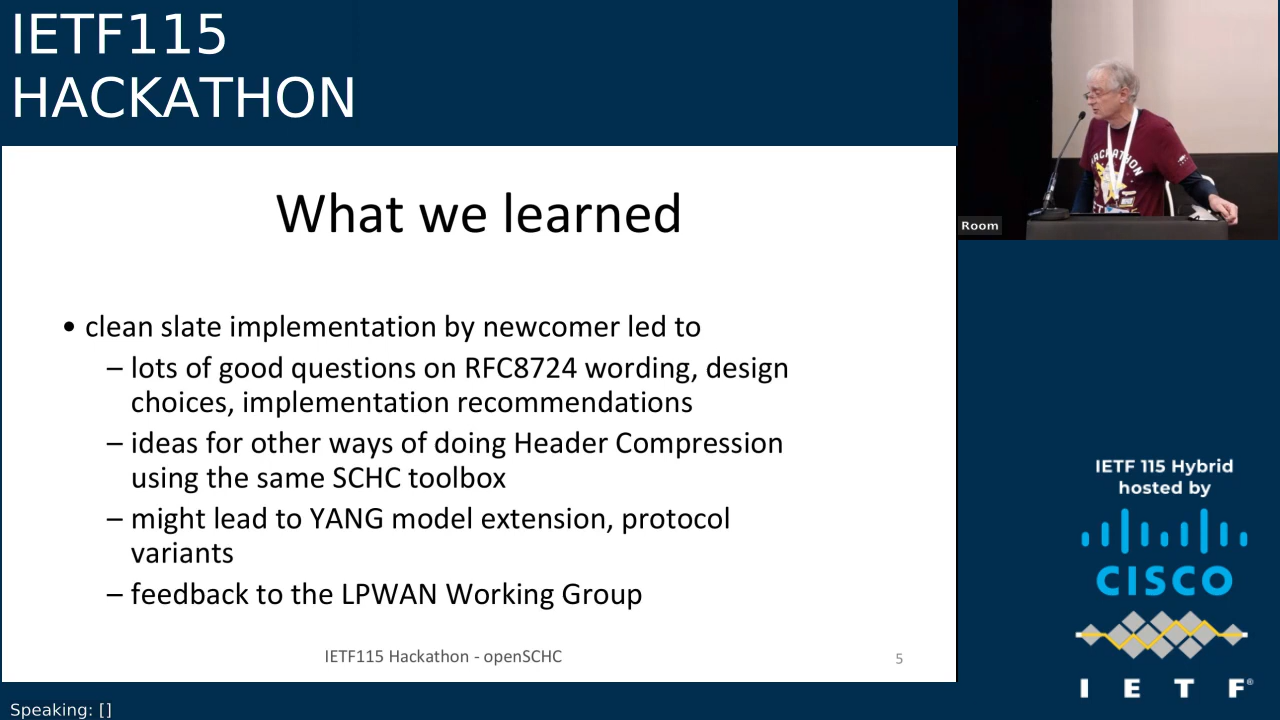 IETF115
HACKATHON
What we learned
• clean slate implementation by newcomer led to
– lots of good questions on RFC8724 wording, design
choices, implementation recommendations
– ideas for other ways of doing Header Compression
using the same SCHC toolbox
– might lead to YANG model extension, protocol
variants
– feedback to the LPWAN Working Group
IETF115 Hackathon - openSCHC
5
Room
HACKATHON
IETF 115 Hybrid
hosted by
CISCO
I E T F®
Speaking: []